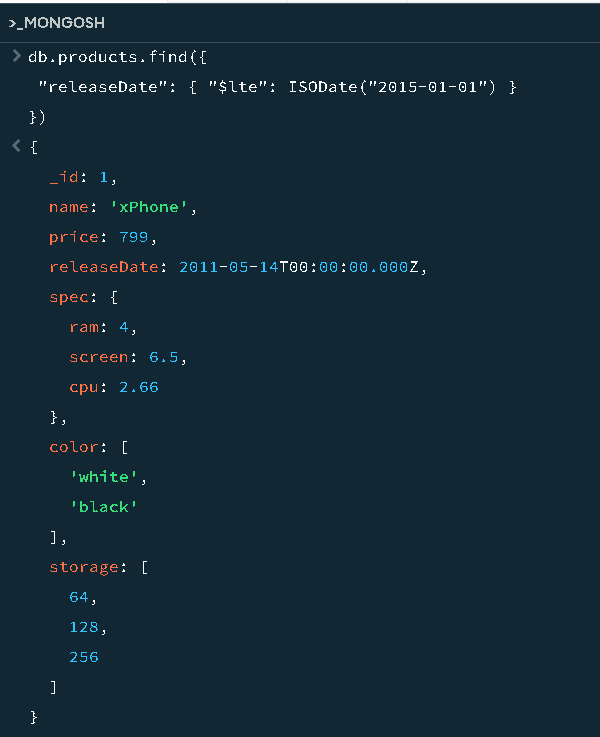 >_MONGOSH
> db.products.find({
"releaseDate": { "$lte": ISODate("2015-01-01") }
})
< {
_id: 1,
name: 'xPhone',
price: 799,
releaseDate: 2011-05-14T00:00:00.000Z,
spec: {
ram: 4,
screen: 6.5,
cpu: 2.66
},
color: [
'white',
'black'
],
storage: [
64,
128,
256
]
}